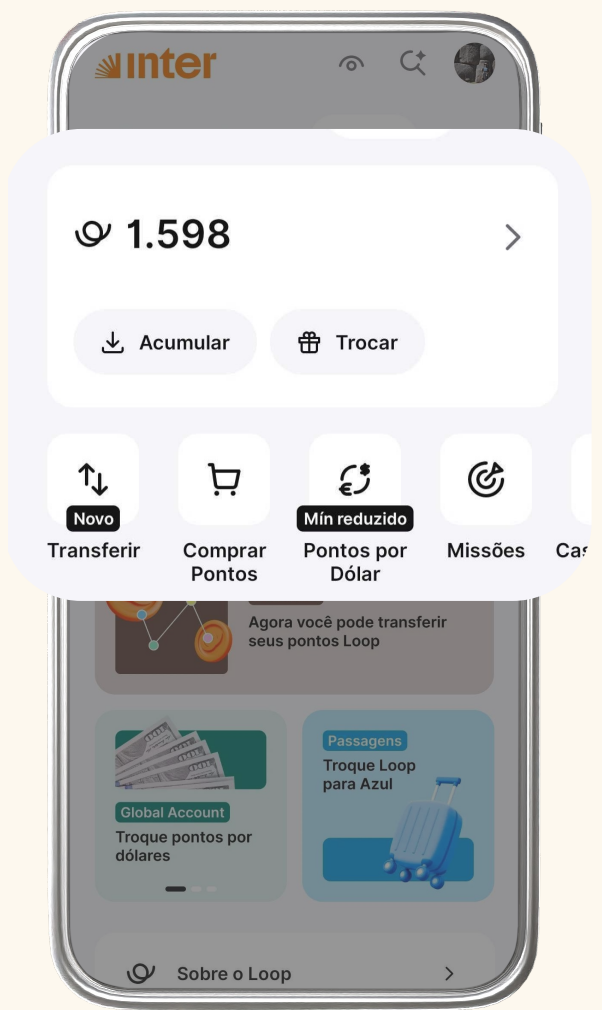 inter
1.598
Acumular
Trocar
Novo
Transferir
Comprar
Pontos
Mín reduzido
Pontos por
Dólar
Missões
Agora você pode transferir
seus pontos Loop
Global Account
Troque pontos por
dólares
Passagens
Troque Loop
para Azul
Sobre o Loop